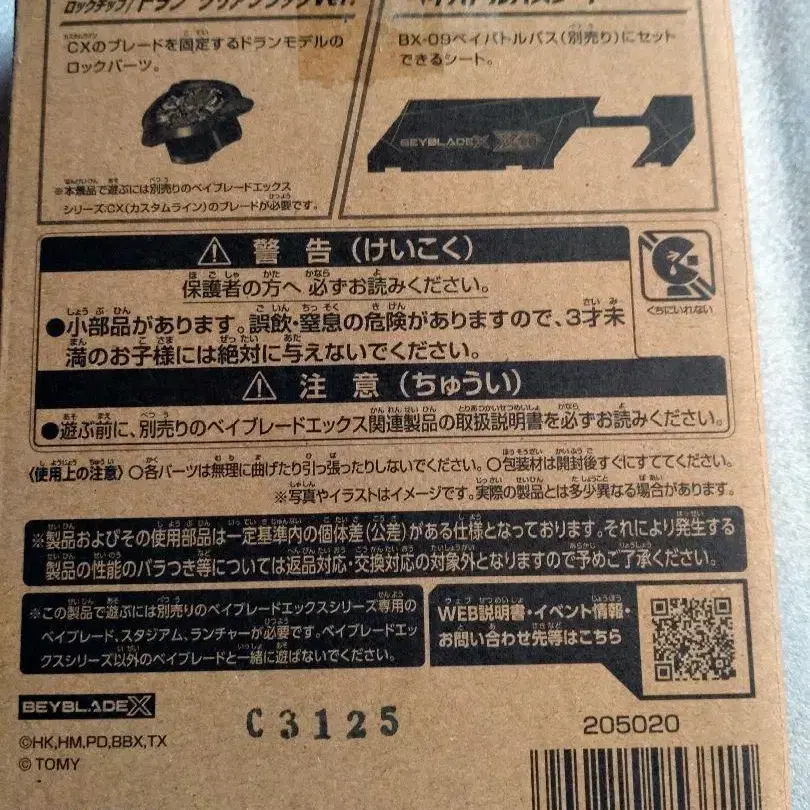 CXのブレードを固定するドランモデルの
ロックパーツ。
※本景品で遊ぶには別売りのベイブレードエックス
シリーズ:CX(カスタムライン)のブレードが必要です。
BX-09ベイバトルパス(別売り)にセット
できるシート。
BEYBLADE X
⚠ 警告(けいこく)
保護者の方へ 必ずお読みください。
●小部品があります。誤飲・窒息の危険がありますので、3才未
満のお子様には絶対に与えないでください。
くちにいれない
⚠ 注意(ちゅうい)
●遊ぶ前に、別売りのベイブレードエックス関連製品の取扱説明書を必ずお読みください。
〈使用上の注意〉○各パーツは無理に曲げたり引っ張ったりしないでください。○包装材は開封後すぐにすててください。
※写真やイラストはイメージです。実際の製品とは多少異なる場合があります。
※製品およびその使用部品は一定基準内の個体差(公差)がある仕様となっております。それにより発生する
製品の性能のバラつき等については返品対応・交換対応の対象外となりますので予めご了承ください。
※この製品で遊ぶには別売りのベイブレードエックスシリーズ専用の
ベイブレード、スタジアム、ランチャーが必要です。ベイブレードエッ
クスシリーズ以外のベイブレードと一緒に遊ばないでください。
WEB説明書・イベント情報・
お問い合わせ先等はこちら
BEYBLADE X
©HK,HM,PD,BBX,TX
© TOMY
C3125
205020